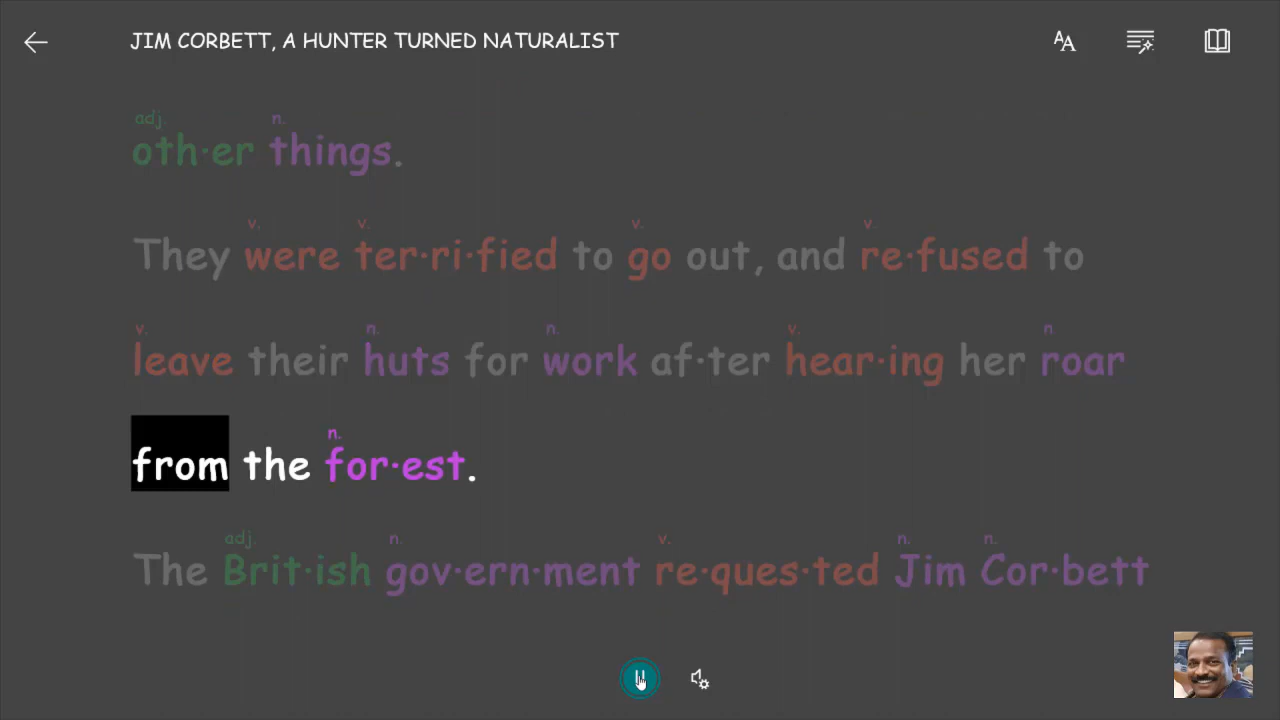 JIM CORBETT, A HUNTER TURNED NATURALIST
adj. n.
oth·er things.
v. v. v. v.
They were ter·ri·fied to go out, and re·fused to
v. n. n. v. n
leave their huts for work af·ter hear·ing her roar
n.
from the for·est.
adj. n. v. n. n.
The Brit·ish gov·ern·ment re·ques·ted Jim Cor·bett